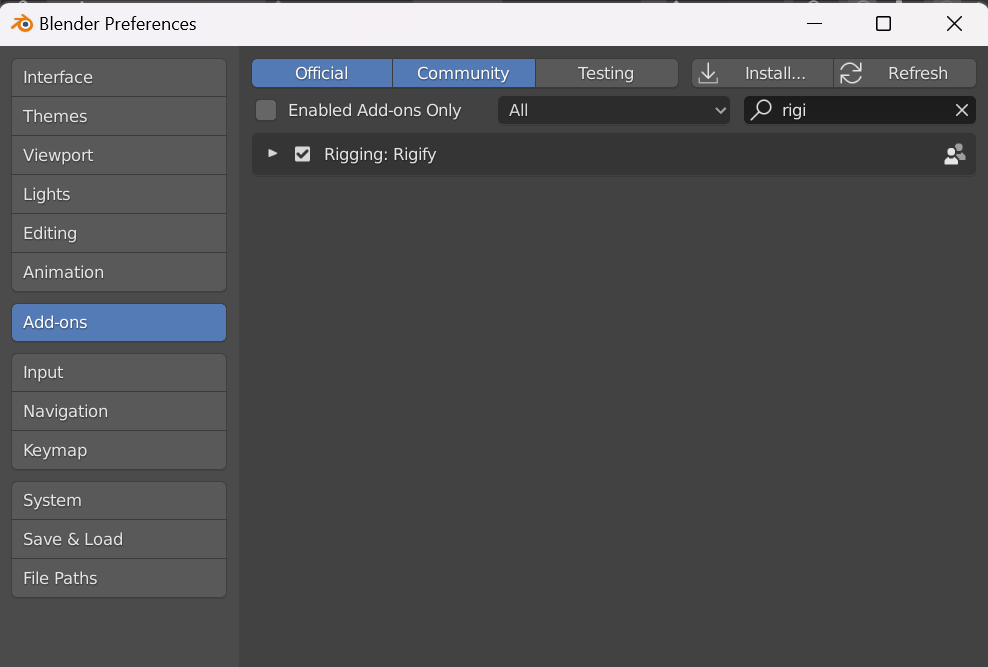 Blender Preferences
Interface
Themes
Viewport
Lights
Editing
Animation
Add-ons
Input
Navigation
Keymap
System
Save & Load
File Paths
Official Community Testing Install... Refresh
Enabled Add-ons Only All rigi
Rigging: Rigify